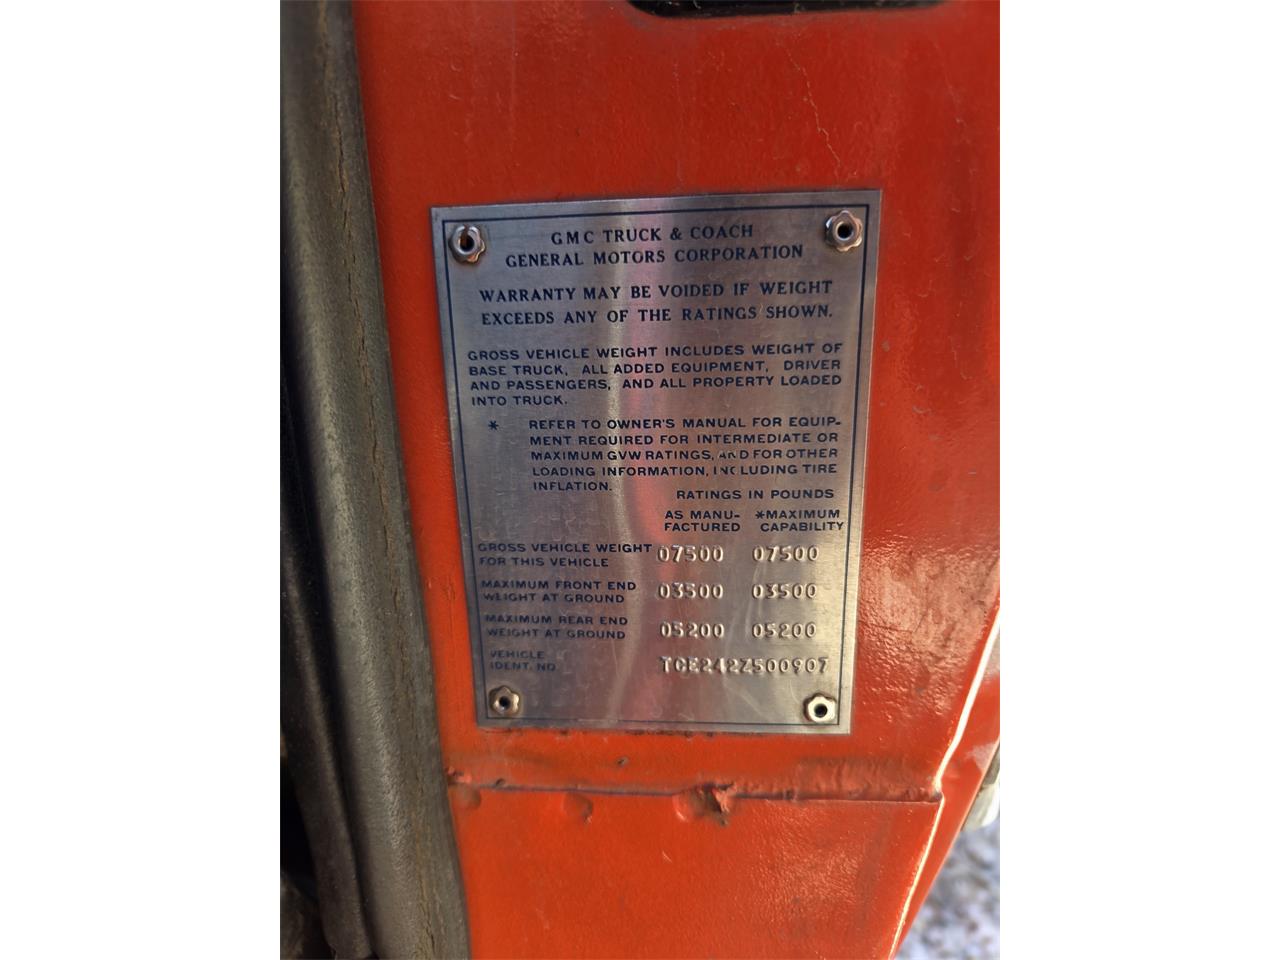 GMC TRUCK & COACH
GENERAL MOTORS CORPORATION
WARRANTY MAY BE VOIDED IF WEIGHT
EXCEEDS ANY OF THE RATINGS SHOWN.
GROSS VEHICLE WEIGHT INCLUDES WEIGHT OF
BASE TRUCK, ALL ADDED EQUIPMENT, DRIVER
AND PASSENGERS, AND ALL PROPERTY LOADED
INTO TRUCK.
* REFER TO OWNER'S MANUAL FOR EQUIP-
MENT REQUIRED FOR INTERMEDIATE OR
MAXIMUM GVW RATINGS, AND FOR OTHER
LOADING INFORMATION, INCLUDING TIRE
INFLATION.
RATINGS IN POUNDS
AS MANU- *MAXIMUM
FACTURED CAPABILITY
GROSS VEHICLE WEIGHT 07500 07500
FOR THIS VEHICLE
MAXIMUM FRONT END 03500 03500
WEIGHT AT GROUND
MAXIMUM REAR END 05200 05200
WEIGHT AT GROUND
VEHICLE
IDENT. NO. TCE242Z500907